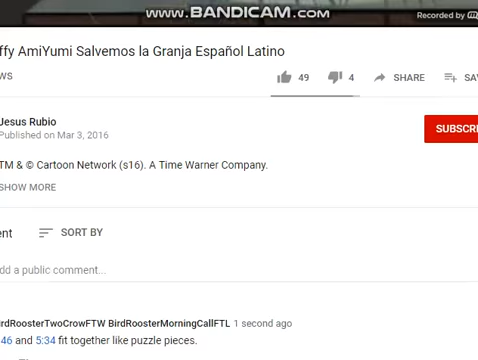 www.BANDICAM.com
Recorded by
ffy AmiYumi Salvemos la Granja Español Latino
ws
49
4
SHARE
SAV
Jesus Rubio
Published on Mar 3, 2016
SUBSCRI
TM & © Cartoon Network (s16). A Time Warner Company.
SHOW MORE
ent
SORT BY
dd a public comment...
irdRoosterTwoCrowFTW BirdRoosterMorningCallFTL 1 second ago
46 and 5:34 fit together like puzzle pieces.